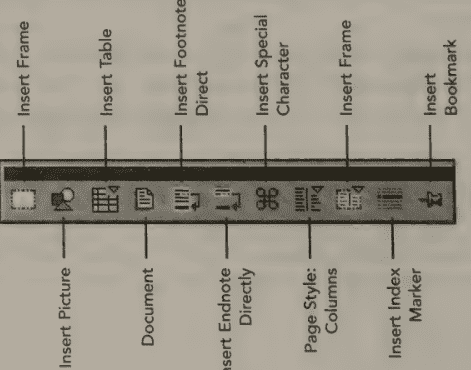 Insert Frame
Insert Table
Insert Footnote
Direct
Insert Special
Character
Insert Frame
Insert
Bookmark
Insert Picture
Document
Insert Endnote
Directly
Page Style:
Columns
Insert Index
Marker